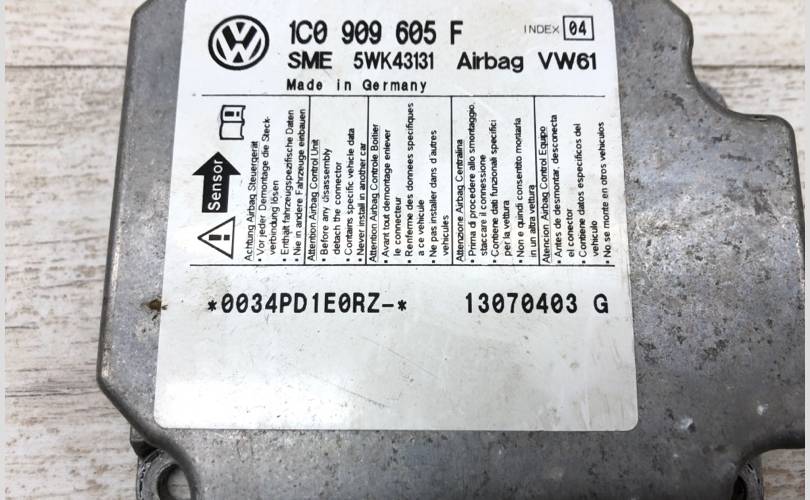 1C0 909 605 F INDEX 04
SME 5WK43131 Airbag VW61
Made in Germany
Sensor
Achtung Airbag Steuergerät
• Vor jeder Demontage die Steck-
verbindung lösen
• Enthält fahrzeugspezifische Daten
• Nie in andere Fahrzeuge einbauen
Attention Airbag Control Unit
• Before any disassembly
detach the connector
• Contains specific vehicle data
• Never install in another car
Attention Airbag Controle Boitier
• Avant tout demontage enlever
le connecteur
• Renferme des donnees specifiques
a ce vehicule
• Ne pas installer dans d'autres
vehicules
Attenzione Airbag Centralina
• Prima di procedere allo smontaggio,
staccare il connessione
• Contiene dati funzionali specifici
per la vettura
• Non e quindi consentito montarla
in un altra vettura
Atencion Airbag Control Equipo
• Antes de desmontar, desconecta
el conector
• Contiene datos especificos del
vehiculo
• No se monte en otros vehiculos
*0034PD1E0RZ-* 13070403 G